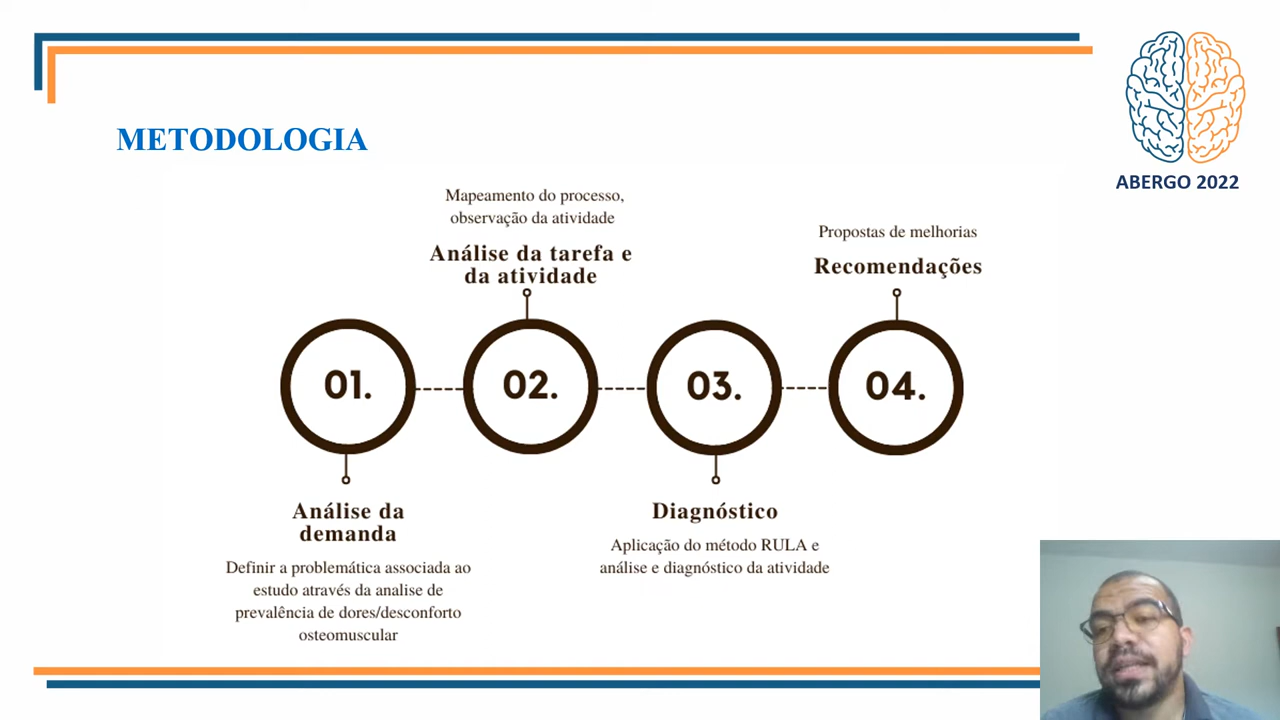 METODOLOGIA
ABERGO 2022
Mapeamento do processo,
observação da atividade
Análise da tarefa e
da atividade
Propostas de melhorias
Recomendações
01.
02.
03.
04.
Análise da
demanda
Definir a problemática associada ao
estudo através da analise de
prevalência de dores/desconforto
osteomuscular
Diagnóstico
Aplicação do método RULA e
análise e diagnóstico da atividade